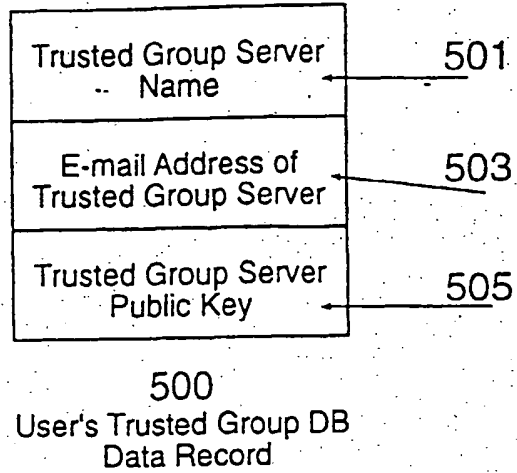 Trusted Group Server
Name
501
E-mail Address of
Trusted Group Server
503
Trusted Group Server
Public Key
505
500
User's Trusted Group DB
Data Record